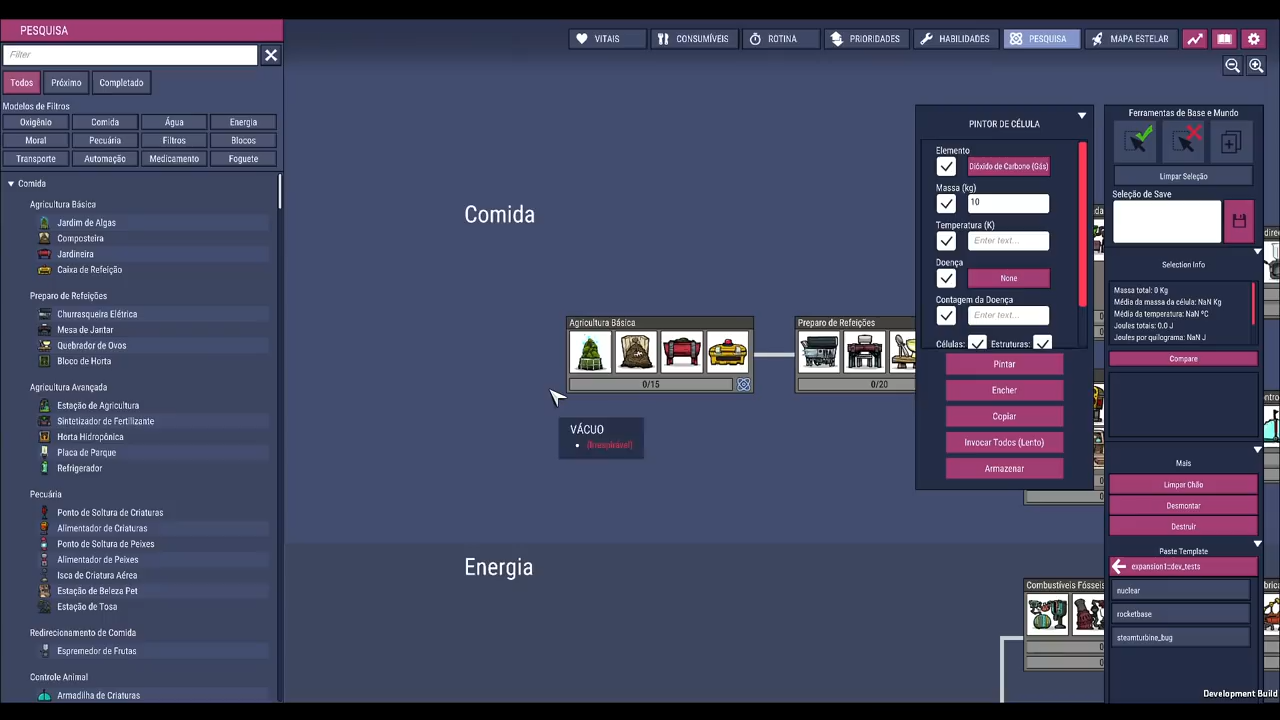 PESQUISA
VITAIS
CONSUMÍVEIS
ROTINA
PRIORIDADES
HABILIDADES
PESQUISA
MAPA ESTELAR
Filter
Todos
Próximo
Completado
Modelos de Filtros
Oxigênio
Comida
Água
Energia
Moral
Pecuária
Filtros
Blocos
Transporte
Automação
Medicamento
Foguete
Comida
Agricultura Básica
Jardim de Algas
Composteira
Jardineira
Caixa de Refeição
Preparo de Refeições
Churrasqueira Elétrica
Mesa de Jantar
Quebrador de Ovos
Bloco de Horta
Agricultura Avançada
Estação de Agricultura
Sintetizador de Fertilizante
Horta Hidropônica
Placa de Parque
Refrigerador
Pecuária
Ponto de Soltura de Criaturas
Alimentador de Criaturas
Ponto de Soltura de Peixes
Alimentador de Peixes
Isca de Criatura Aérea
Estação de Beleza Pet
Estação de Tosa
Redirecionamento de Comida
Espremedor de Frutas
Controle Animal
Armadilha de Criaturas
Comida
Agricultura Básica
0/15
Preparo de Refeições
0/20
VÁCUO
(Irrespirável)
Energia
Combustíveis Fósseis
PINTOR DE CÉLULA
Elemento
Dióxido de Carbono (Gás)
Massa (kg)
10
Temperatura (K)
Enter text...
Doença
None
Contagem da Doença
Enter text...
Células:
Estruturas:
Pintar
Encher
Copiar
Invocar Todos (Lento)
Armazenar
Ferramentas de Base e Mundo
Limpar Seleção
Seleção de Save
Selection Info
Massa total: 0 Kg
Média da massa da célula: NaN Kg
Média da temperatura: NaN ºC
Joules totais: 0.0 J
Joules por quilograma: NaN J
Compare
Mais
Limpar Chão
Desmontar
Destruir
Paste Template
expansion1::dev_tests
nuclear
rocketbase
steamturbine_bug
Development Build